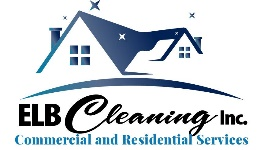 ELB Cleaning Inc.
Commercial and Residential Services